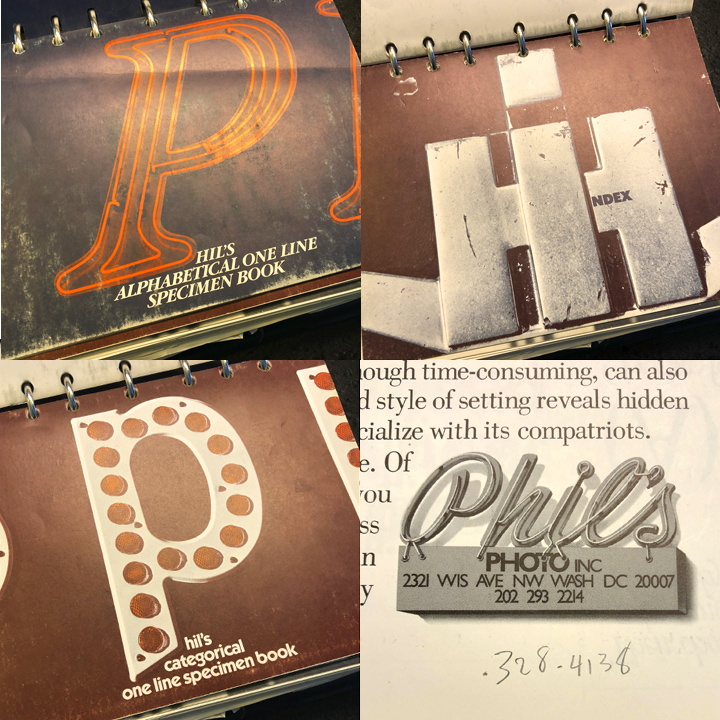 P
HIL'S
ALPHABETICAL ONE LINE
SPECIMEN BOOK
hi
NDEX
p
hil's
categorical
one line specimen book
ough time-consuming, can also
d style of setting reveals hidden
cialize with its compatriots.
e. Of
you
ss
n
y
Phil's
PHOTO INC
2321 WIS AVE NW WASH DC 20007
202 293 2214
.328-4138